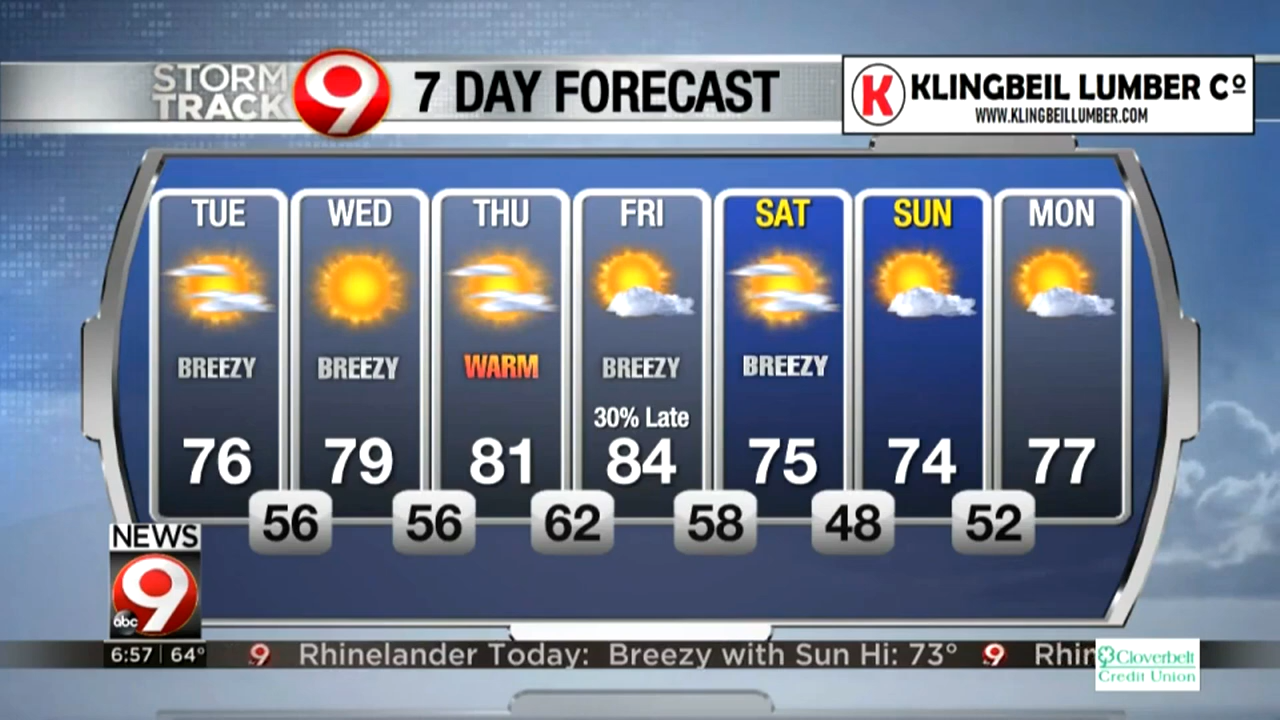 STORM
TRACK 9
7 DAY FORECAST
K KLINGBEIL LUMBER Cº
WWW.KLINGBEILLUMBER.COM
TUE WED THU FRI SAT SUN MON
BREEZY BREEZY WARM BREEZY BREEZY
30% Late
76 79 81 84 75 74 77
56 56 62 58 48 52
NEWS
9
abc
6:57 64° 9 Rhinelander Today: Breezy with Sun Hi: 73° 9 Rhin
Cloverbelt
Credit Union